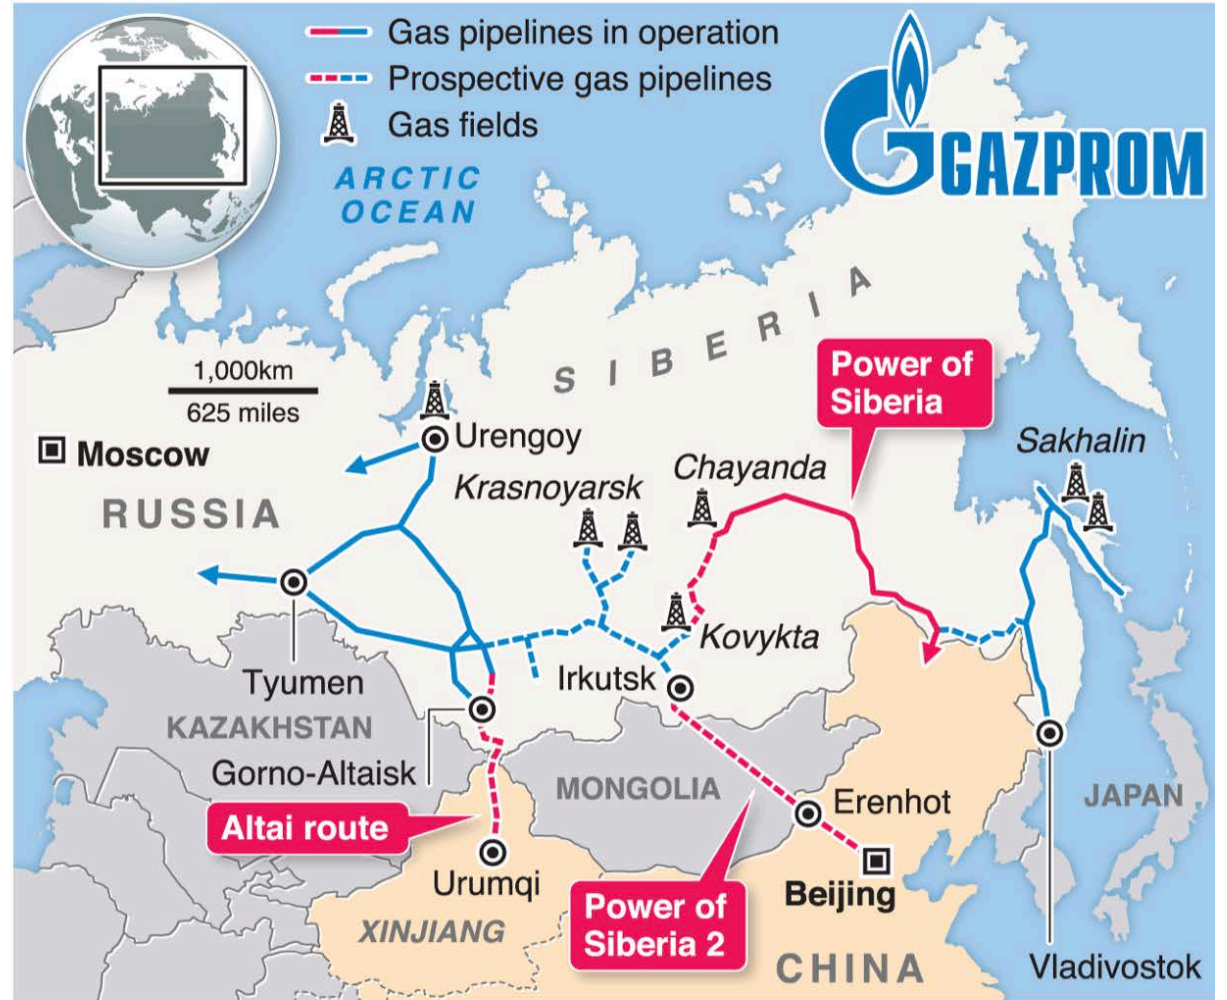 Gas pipelines in operation
Prospective gas pipelines
Gas fields
GAZPROM
ARCTIC
OCEAN
SIBERIA
1,000km
625 miles
Power of
Siberia
Moscow
Urengoy
Sakhalin
Krasnoyarsk
Chayanda
RUSSIA
Kovykta
Tyumen
Irkutsk
KAZAKHSTAN
Gorno-Altaisk
MONGOLIA
Erenhot
JAPAN
Altai route
Urumqi
Beijing
Power of
Siberia 2
XINJIANG
CHINA
Vladivostok